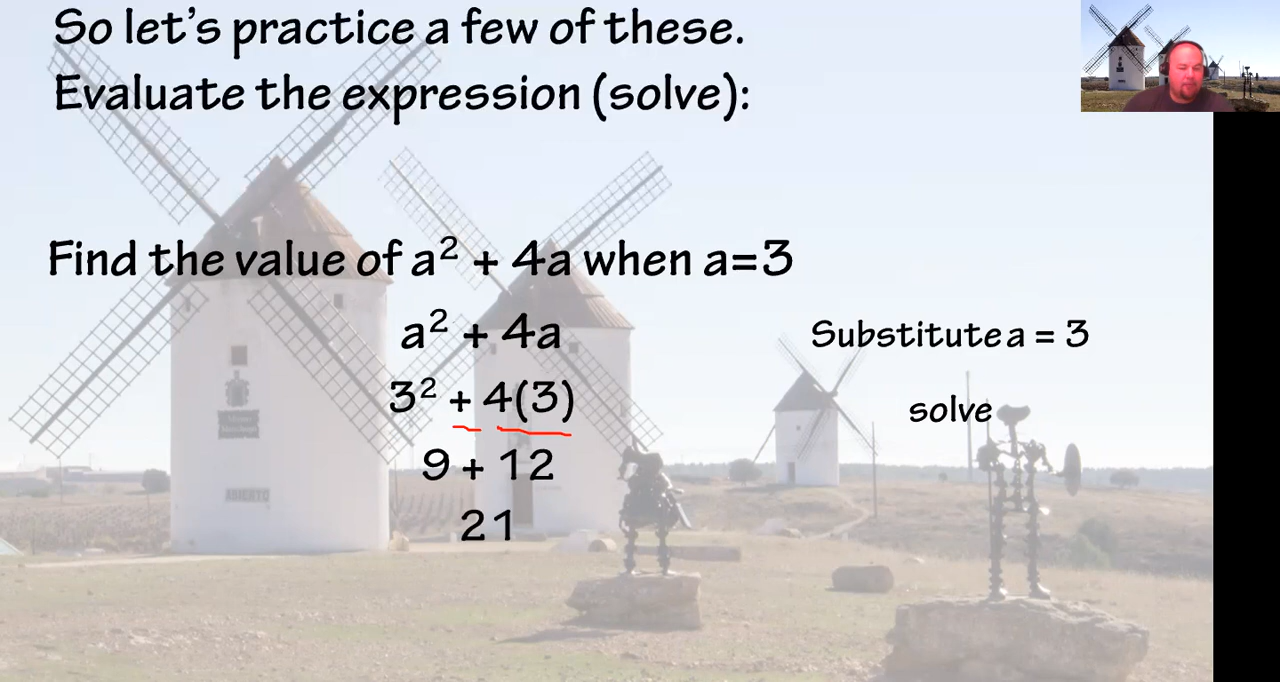 So let's practice a few of these.
Evaluate the expression (solve):
Find the value of a² + 4a when a=3
a² + 4a
Substitute a = 3
3² + 4(3)
solve
9 + 12
21
ABIERTO